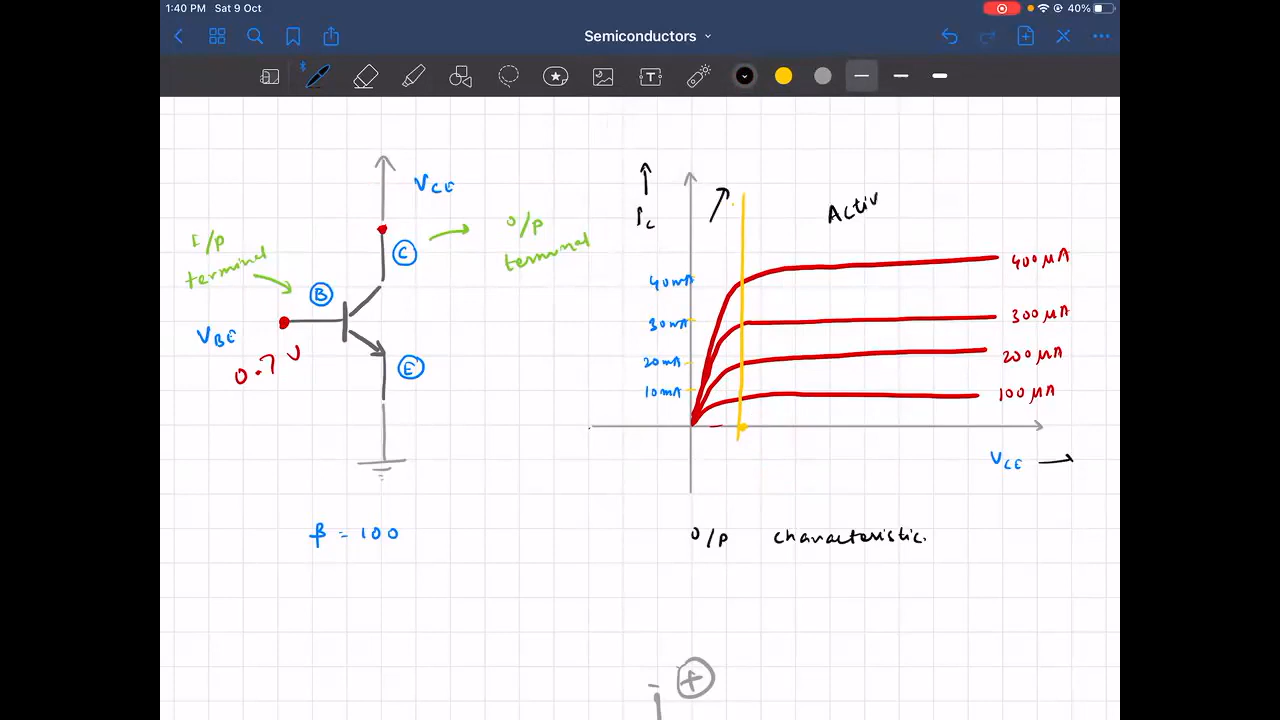 1:40 PM Sat 9 Oct
40%
Semiconductors
VCE
I/P
terminal
O/P
terminal
C
B
VBE
0.7 V
E
β = 100
IC
Activ
40mA
30mA
20mA
10mA
400 μA
300 μA
200 μA
100 μA
VCE
O/P characteristic.